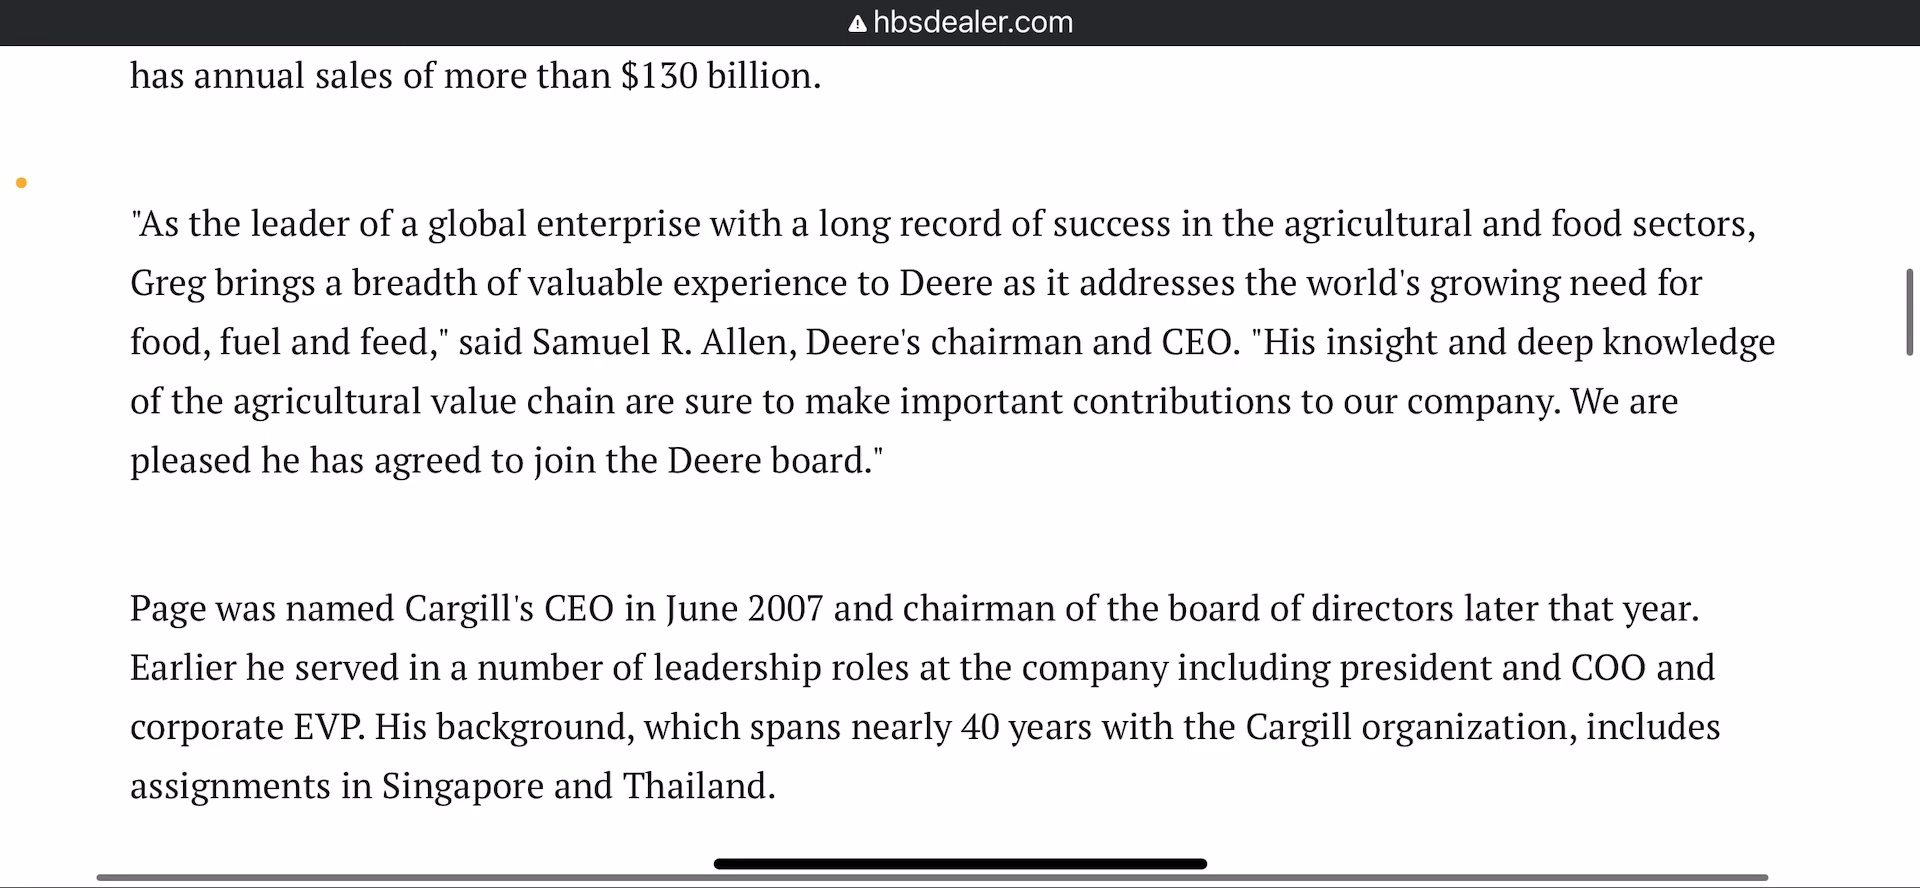 hbsdealer.com
has annual sales of more than $130 billion.
"As the leader of a global enterprise with a long record of success in the agricultural and food sectors,
Greg brings a breadth of valuable experience to Deere as it addresses the world's growing need for
food, fuel and feed," said Samuel R. Allen, Deere's chairman and CEO. "His insight and deep knowledge
of the agricultural value chain are sure to make important contributions to our company. We are
pleased he has agreed to join the Deere board."
Page was named Cargill's CEO in June 2007 and chairman of the board of directors later that year.
Earlier he served in a number of leadership roles at the company including president and COO and
corporate EVP. His background, which spans nearly 40 years with the Cargill organization, includes
assignments in Singapore and Thailand.